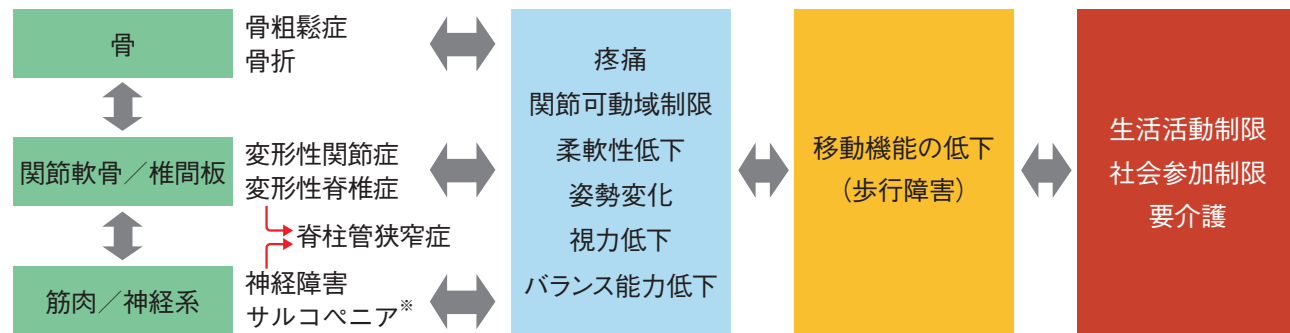 骨
骨粗鬆症
骨折
関節軟骨／椎間板
変形性関節症
変形性脊椎症
脊柱管狭窄症
筋肉／神経系
神経障害
サルコペニア※
疼痛
関節可動域制限
柔軟性低下
姿勢変化
視力低下
バランス能力低下
移動機能の低下
（歩行障害）
生活活動制限
社会参加制限
要介護